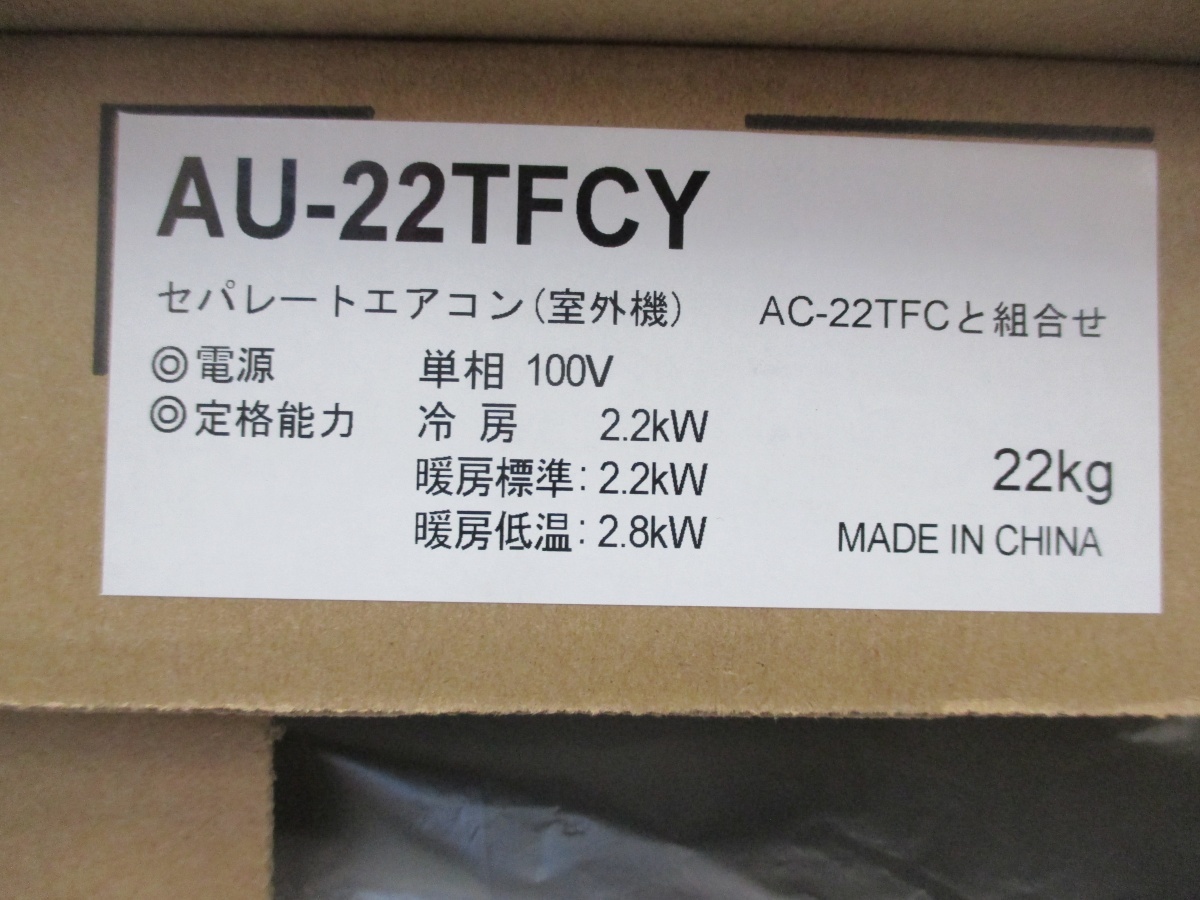 AU-22TFCY
セパレートエアコン(室外機) AC-22TFCと組合せ
◎電源 単相 100V
◎定格能力 冷房 2.2kW
暖房標準: 2.2kW
暖房低温: 2.8kW
22kg
MADE IN CHINA